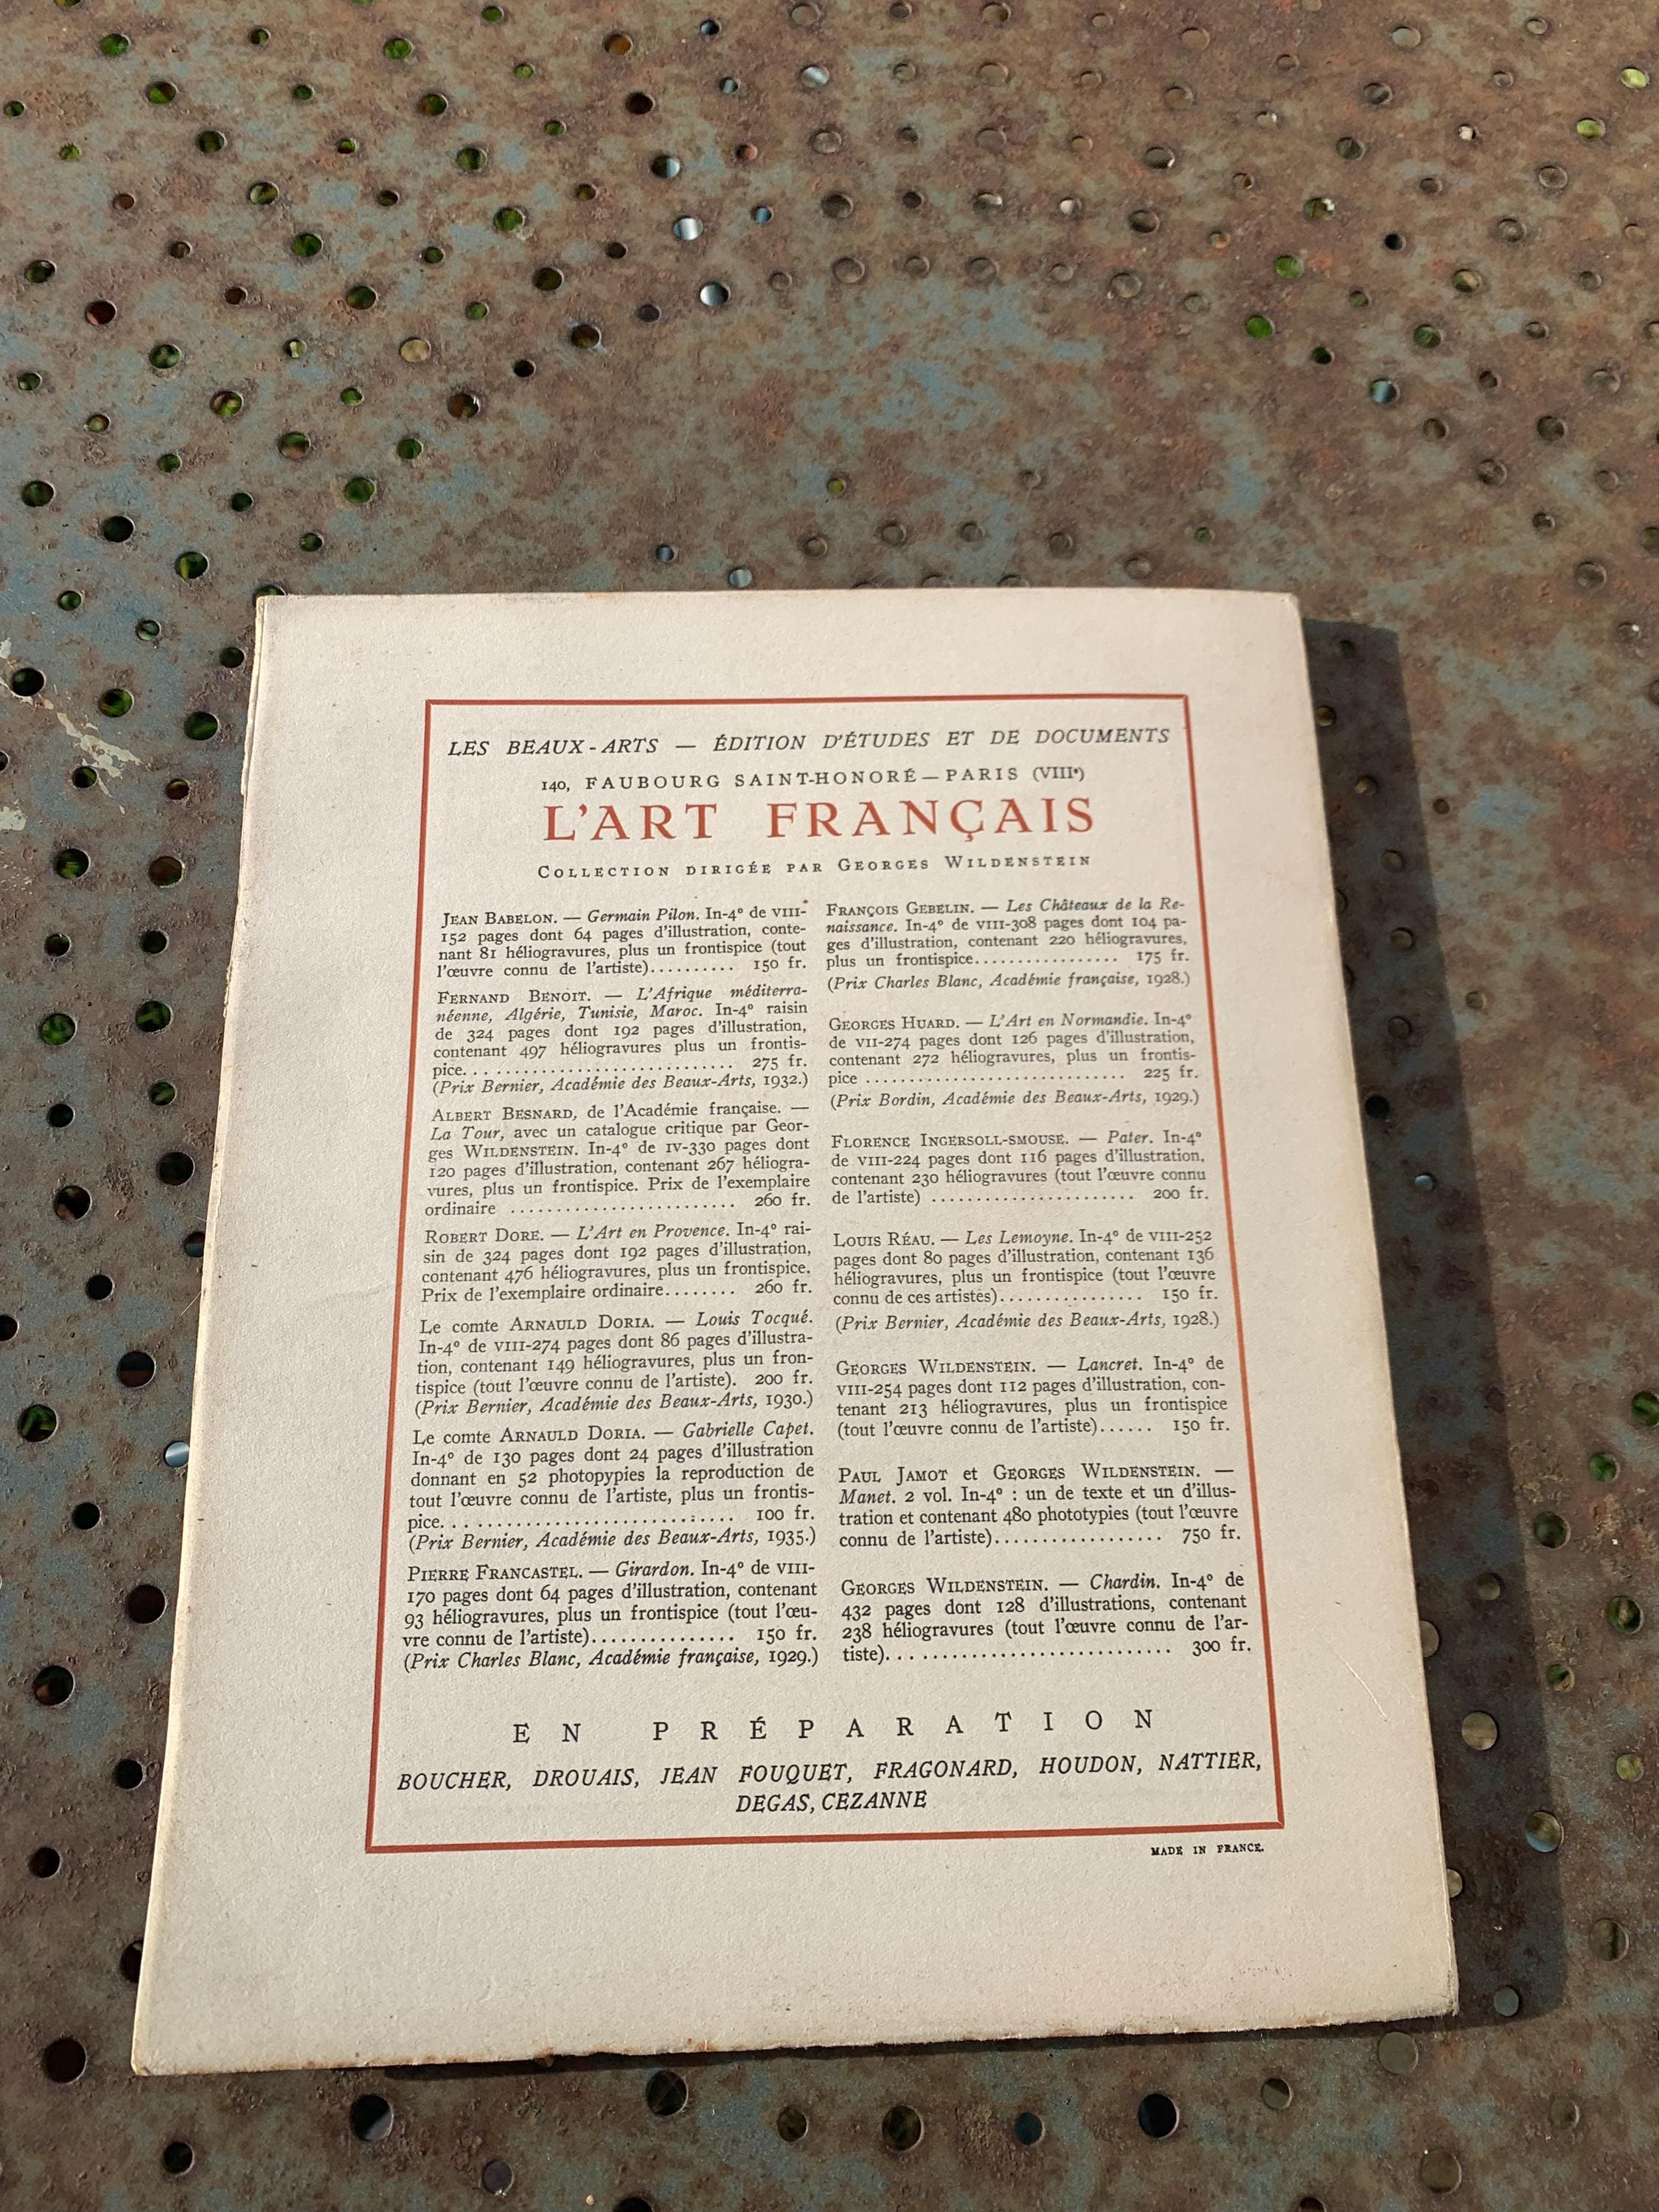 LES BEAUX-ARTS — ÉDITION D'ÉTUDES ET DE DOCUMENTS
140, FAUBOURG SAINT-HONORÉ — PARIS (VIIIe)
L'ART FRANÇAIS
COLLECTION DIRIGÉE PAR GEORGES WILDENSTEIN
JEAN BABELON. — Germain Pilon. In-4° de VIII-
152 pages dont 64 pages d'illustration, conte-
nant 81 héliogravures, plus un frontispice (tout
l'œuvre connu de l'artiste).......... 150 fr.
FERNAND BENOIT. — L'Afrique méditerra-
néenne, Algérie, Tunisie, Maroc. In-4° raisin
de 324 pages dont 192 pages d'illustration,
contenant 497 héliogravures plus un frontis-
pice.............................. 275 fr.
(Prix Bernier, Académie des Beaux-Arts, 1932.)
ALBERT BESNARD, de l'Académie française. —
La Tour, avec un catalogue critique par Geor-
ges WILDENSTEIN. In-4° de IV-330 pages dont
120 pages d'illustration, contenant 267 héliogra-
vures, plus un frontispice. Prix de l'exemplaire
ordinaire ......................... 260 fr.
ROBERT DORE. — L'Art en Provence. In-4° rai-
sin de 324 pages dont 192 pages d'illustration,
contenant 476 héliogravures, plus un frontispice.
Prix de l'exemplaire ordinaire........ 260 fr.
Le comte ARNAULD DORIA. — Louis Tocqué.
In-4° de VIII-274 pages dont 86 pages d'illustra-
tion, contenant 149 héliogravures, plus un fron-
tispice (tout l'œuvre connu de l'artiste). 200 fr.
(Prix Bernier, Académie des Beaux-Arts, 1930.)
Le comte ARNAULD DORIA. — Gabrielle Capet.
In-4° de 130 pages dont 24 pages d'illustration
donnant en 52 photopypies la reproduction de
tout l'œuvre connu de l'artiste, plus un frontis-
pice.............................. 100 fr.
(Prix Bernier, Académie des Beaux-Arts, 1935.)
PIERRE FRANCASTEL. — Girardon. In-4° de VIII-
170 pages dont 64 pages d'illustration, contenant
93 héliogravures, plus un frontispice (tout l'œu-
vre connu de l'artiste)............... 150 fr.
(Prix Charles Blanc, Académie française, 1929.)
FRANÇOIS GEBELIN. — Les Châteaux de la Re-
naissance. In-4° de VIII-308 pages dont 104 pa-
ges d'illustration, contenant 220 héliogravures,
plus un frontispice................. 175 fr.
(Prix Charles Blanc, Académie française, 1928.)
GEORGES HUARD. — L'Art en Normandie. In-4°
de VII-274 pages dont 126 pages d'illustration,
contenant 272 héliogravures, plus un frontis-
pice ............................. 225 fr.
(Prix Bordin, Académie des Beaux-Arts, 1929.)
FLORENCE INGERSOLL-SMOUSE. — Pater. In-4°
de VIII-224 pages dont 116 pages d'illustration,
contenant 230 héliogravures (tout l'œuvre connu
de l'artiste) ....................... 200 fr.
LOUIS RÉAU. — Les Lemoyne. In-4° de VIII-252
pages dont 80 pages d'illustration, contenant 136
héliogravures, plus un frontispice (tout l'œuvre
connu de ces artistes)................ 150 fr.
(Prix Bernier, Académie des Beaux-Arts, 1928.)
GEORGES WILDENSTEIN. — Lancret. In-4° de
VIII-254 pages dont 112 pages d'illustration, con-
tenant 213 héliogravures, plus un frontispice
(tout l'œuvre connu de l'artiste)...... 150 fr.
PAUL JAMOT et GEORGES WILDENSTEIN. —
Manet. 2 vol. In-4° : un de texte et un d'illus-
tration et contenant 480 phototypies (tout l'œuvre
connu de l'artiste).................. 750 fr.
GEORGES WILDENSTEIN. — Chardin. In-4° de
432 pages dont 128 d'illustrations, contenant
238 héliogravures (tout l'œuvre connu de l'ar-
tiste)............................. 300 fr.
EN PRÉPARATION
BOUCHER, DROUAIS, JEAN FOUQUET, FRAGONARD, HOUDON, NATTIER,
DEGAS, CEZANNE
MADE IN FRANCE.